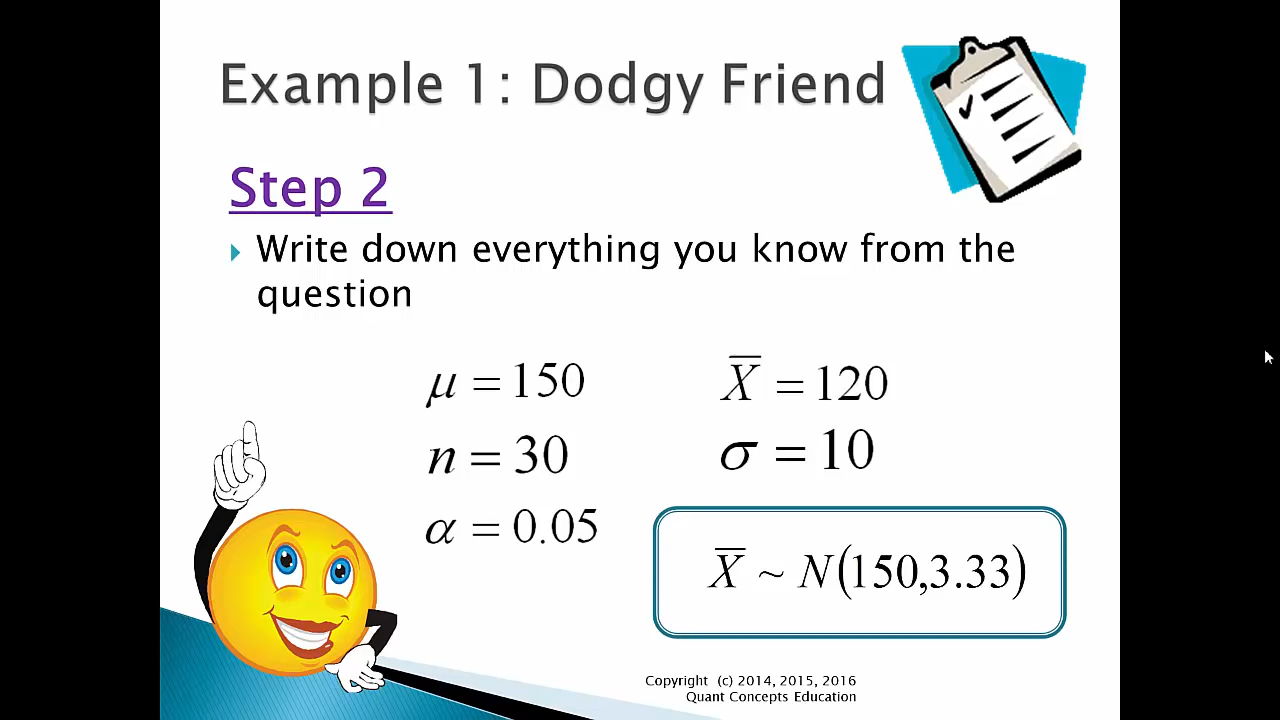 Example 1: Dodgy Friend
Step 2
Write down everything you know from the
question
μ = 150
X̅ = 120
n = 30
σ = 10
α = 0.05
X̅ ~ N(150,3.33)
Copyright (c) 2014, 2015, 2016
Quant Concepts Education